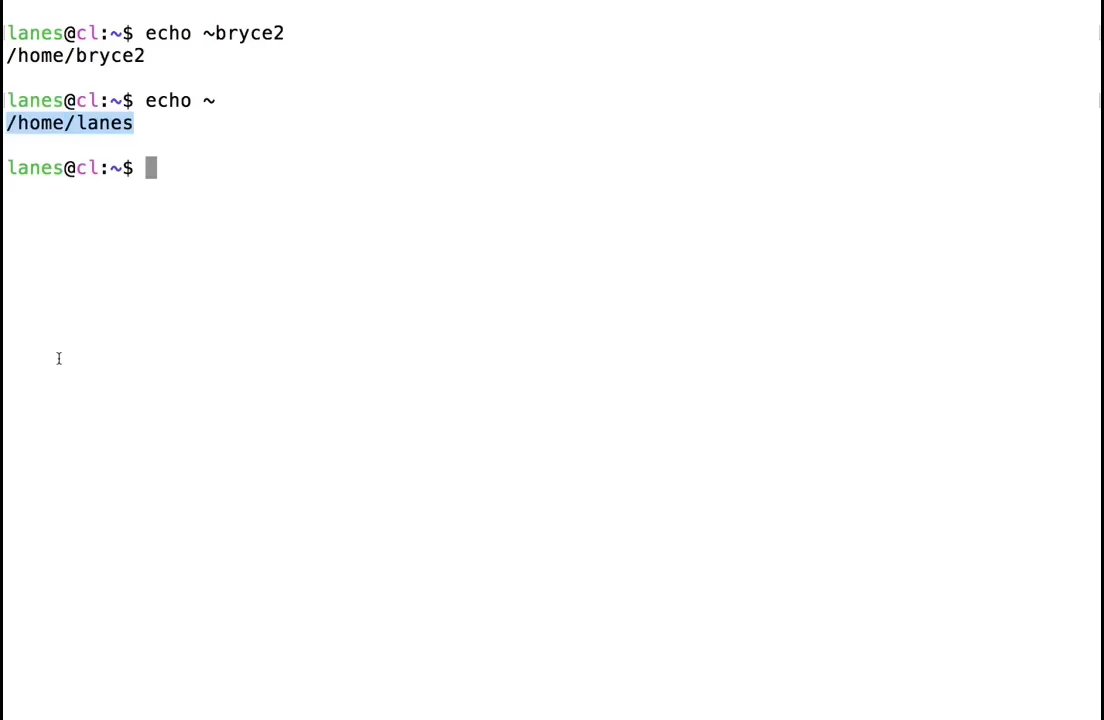 lanes@cl:~$ echo ~bryce2
/home/bryce2
lanes@cl:~$ echo ~
/home/lanes
lanes@cl:~$